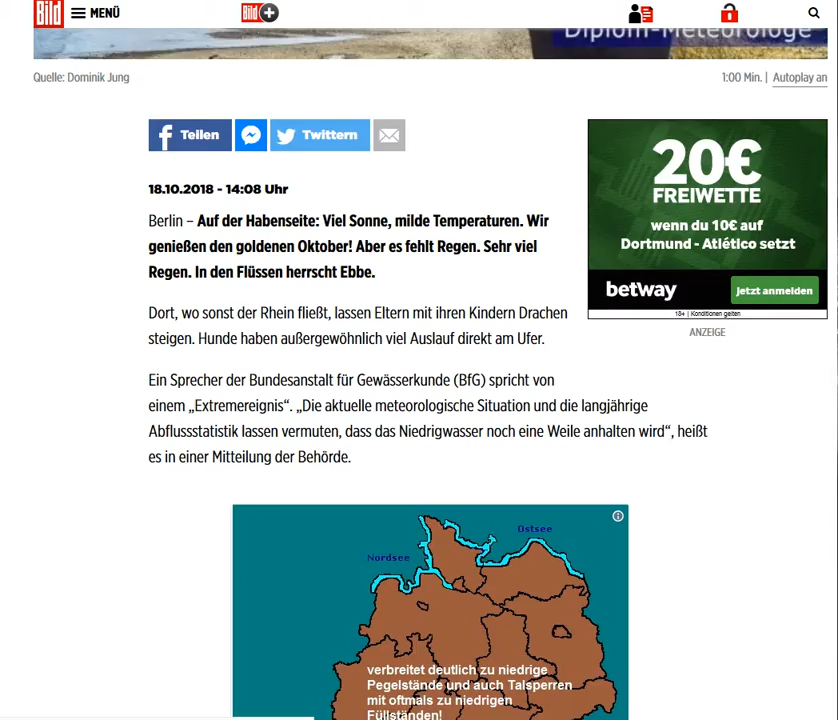 Bild MENÜ Bild
Diplom-Meteorologe
Quelle: Dominik Jung 1:00 Min. | Autoplay an
Teilen Twittern
18.10.2018 - 14:08 Uhr
Berlin – Auf der Habenseite: Viel Sonne, milde Temperaturen. Wir
genießen den goldenen Oktober! Aber es fehlt Regen. Sehr viel
Regen. In den Flüssen herrscht Ebbe.
Dort, wo sonst der Rhein fließt, lassen Eltern mit ihren Kindern Drachen
steigen. Hunde haben außergewöhnlich viel Auslauf direkt am Ufer.
Ein Sprecher der Bundesanstalt für Gewässerkunde (BfG) spricht von
einem „Extremereignis“. „Die aktuelle meteorologische Situation und die langjährige
Abflussstatistik lassen vermuten, dass das Niedrigwasser noch eine Weile anhalten wird“, heißt
es in einer Mitteilung der Behörde.
20€
FREIWETTE
wenn du 10€ auf
Dortmund - Atlético setzt
betway Jetzt anmelden
18+ | Konditionen gelten
ANZEIGE
Ostsee
Nordsee
verbreitet deutlich zu niedrige
Pegelstände und auch Talsperren
mit oftmals zu niedrigen
Füllständen!